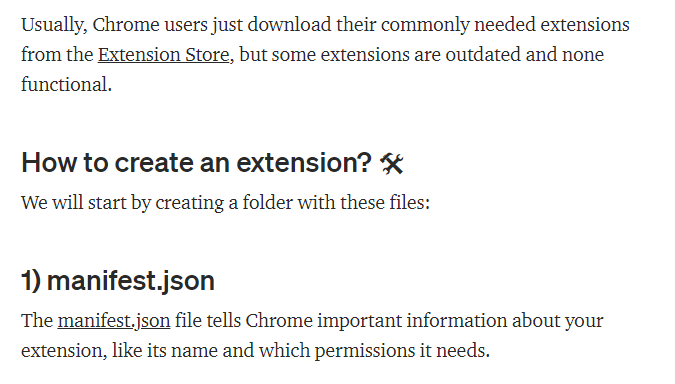 Usually, Chrome users just download their commonly needed extensions
from the Extension Store, but some extensions are outdated and none
functional.
How to create an extension? 🛠
We will start by creating a folder with these files:
1) manifest.json
The manifest.json file tells Chrome important information about your
extension, like its name and which permissions it needs.